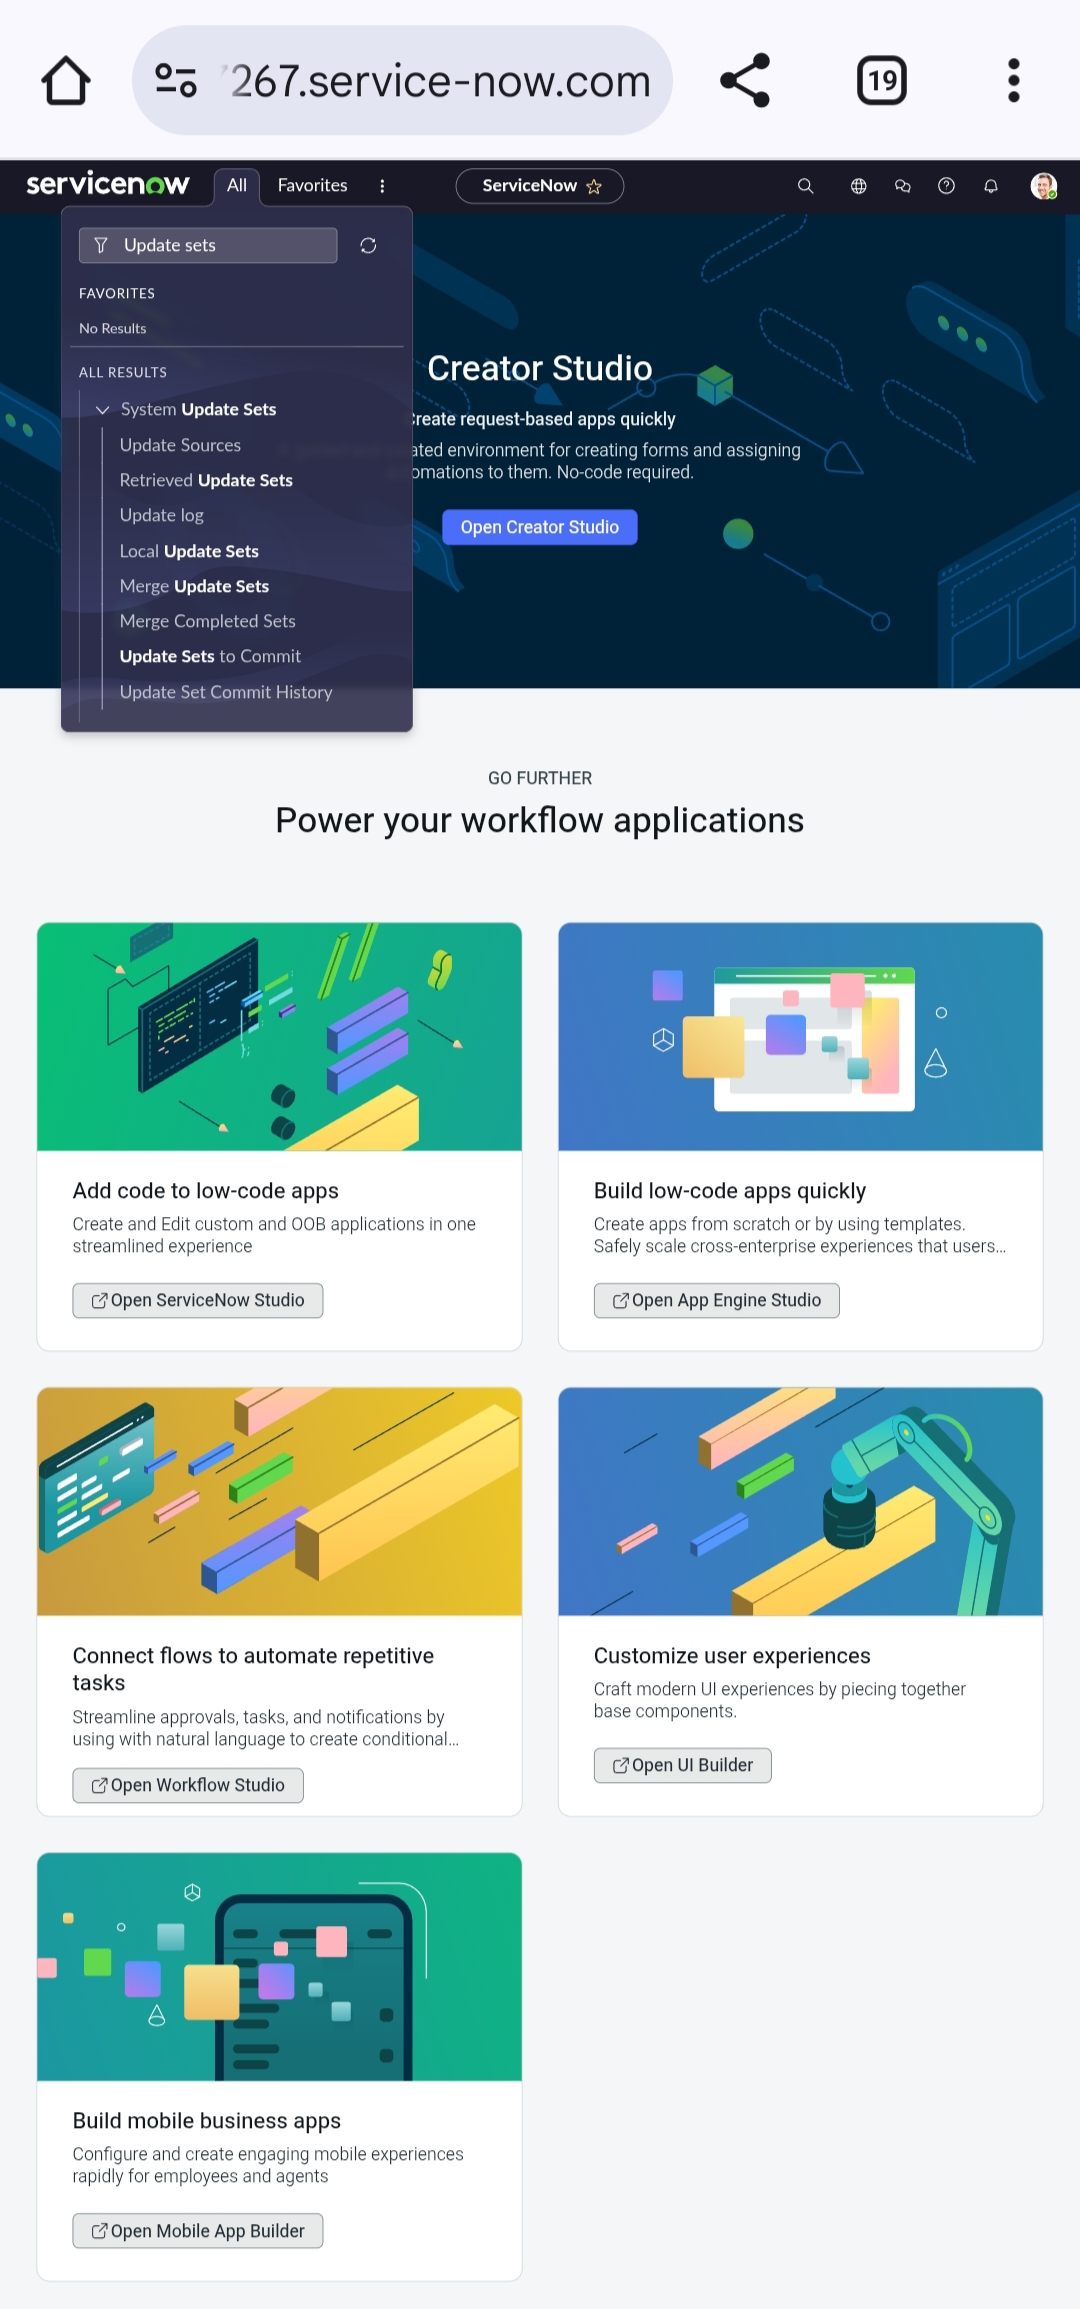 267.service-now.com
19
servicenow
All
Favorites
ServiceNow
Update sets
FAVORITES
No Results
ALL RESULTS
System Update Sets
Update Sources
Retrieved Update Sets
Update log
Local Update Sets
Merge Update Sets
Merge Completed Sets
Update Sets to Commit
Update Set Commit History
Creator Studio
Create request-based apps quickly
ated environment for creating forms and assigning
omations to them. No-code required.
Open Creator Studio
GO FURTHER
Power your workflow applications
Add code to low-code apps
Create and Edit custom and OOB applications in one
streamlined experience
Open ServiceNow Studio
Build low-code apps quickly
Create apps from scratch or by using templates.
Safely scale cross-enterprise experiences that users...
Open App Engine Studio
Connect flows to automate repetitive
tasks
Streamline approvals, tasks, and notifications by
using with natural language to create conditional...
Open Workflow Studio
Customize user experiences
Craft modern UI experiences by piecing together
base components.
Open UI Builder
Build mobile business apps
Configure and create engaging mobile experiences
rapidly for employees and agents
Open Mobile App Builder